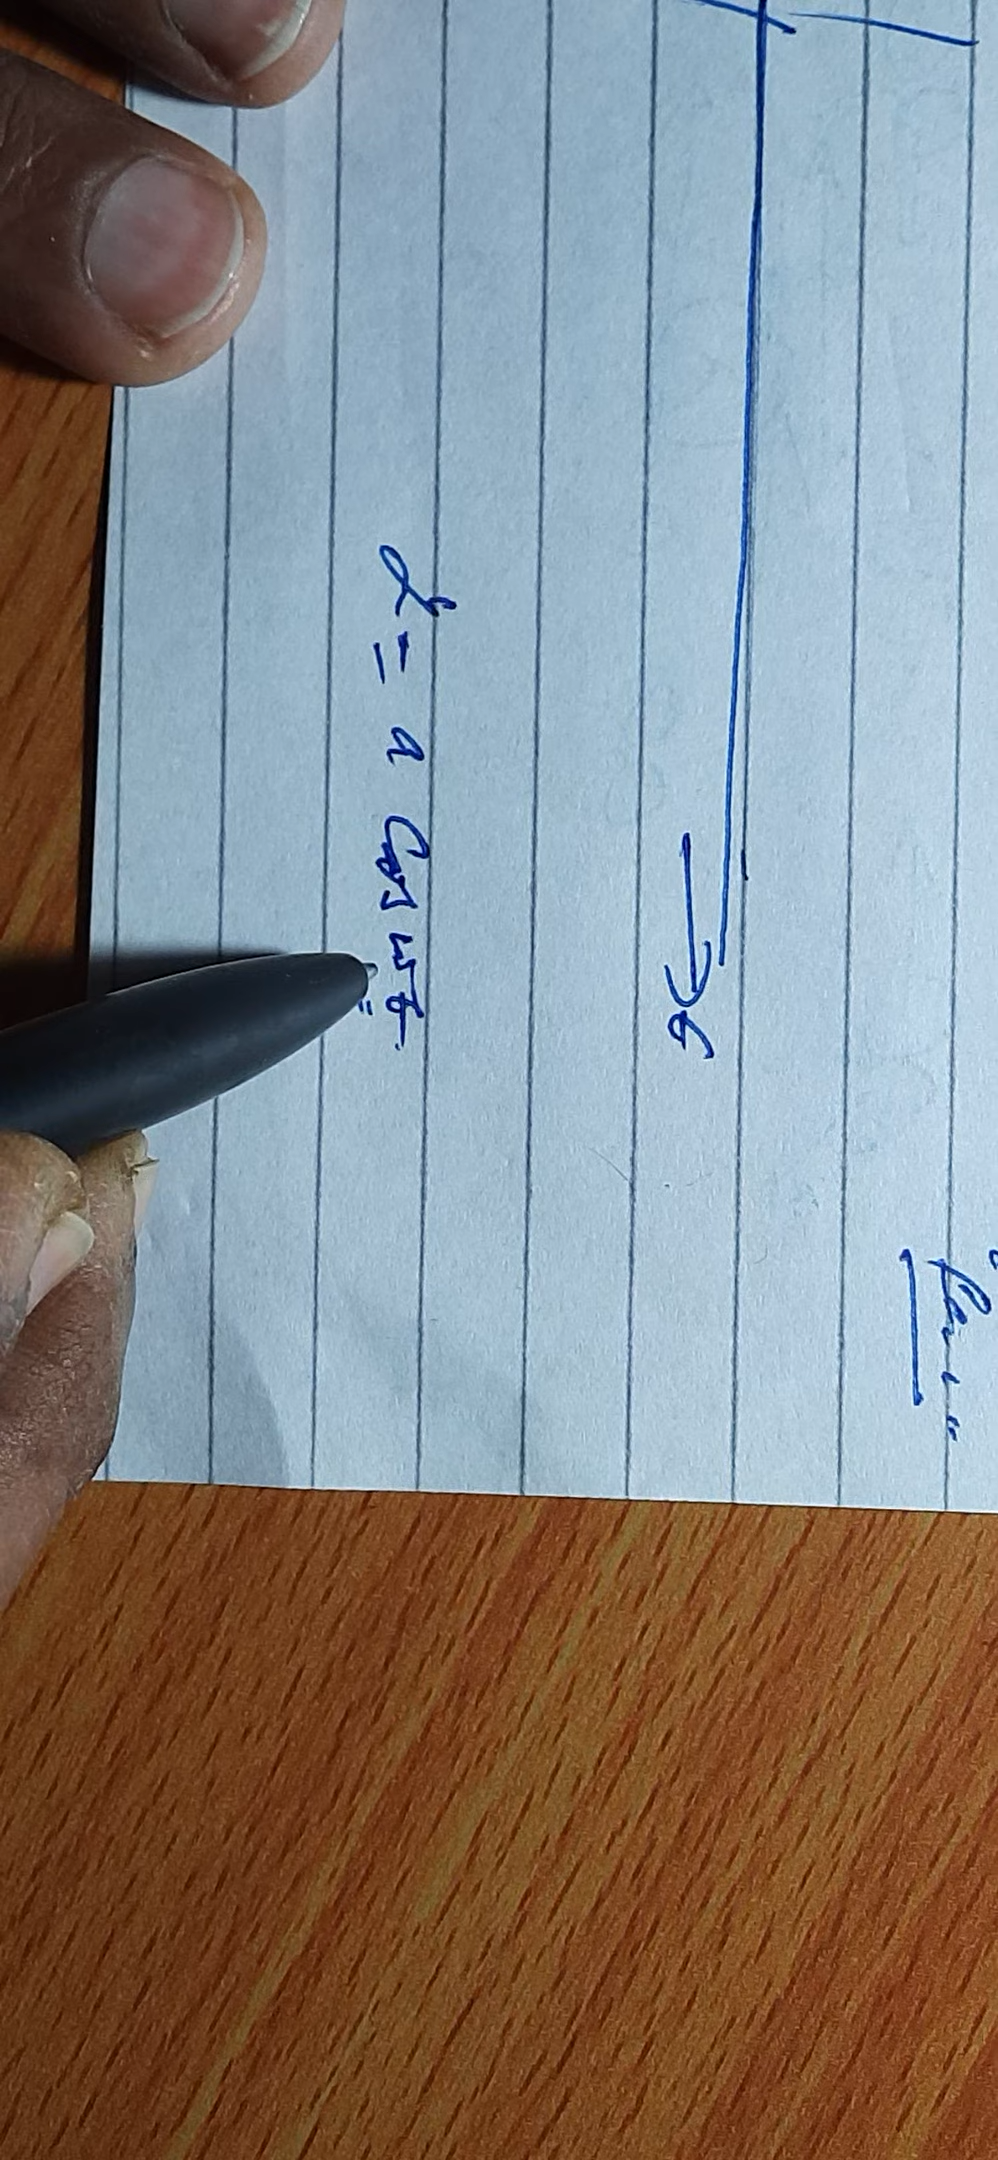 t
x = a cos ωt